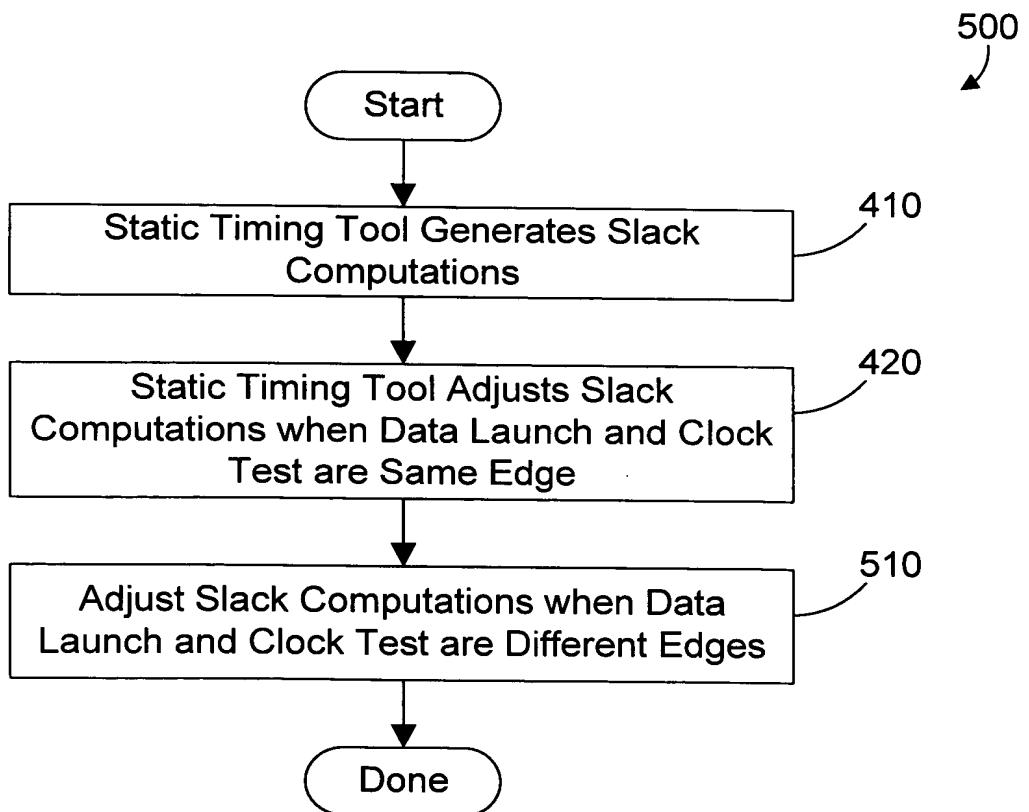 500
Start
410
Static Timing Tool Generates Slack
Computations
420
Static Timing Tool Adjusts Slack
Computations when Data Launch and Clock
Test are Same Edge
510
Adjust Slack Computations when Data
Launch and Clock Test are Different Edges
Done